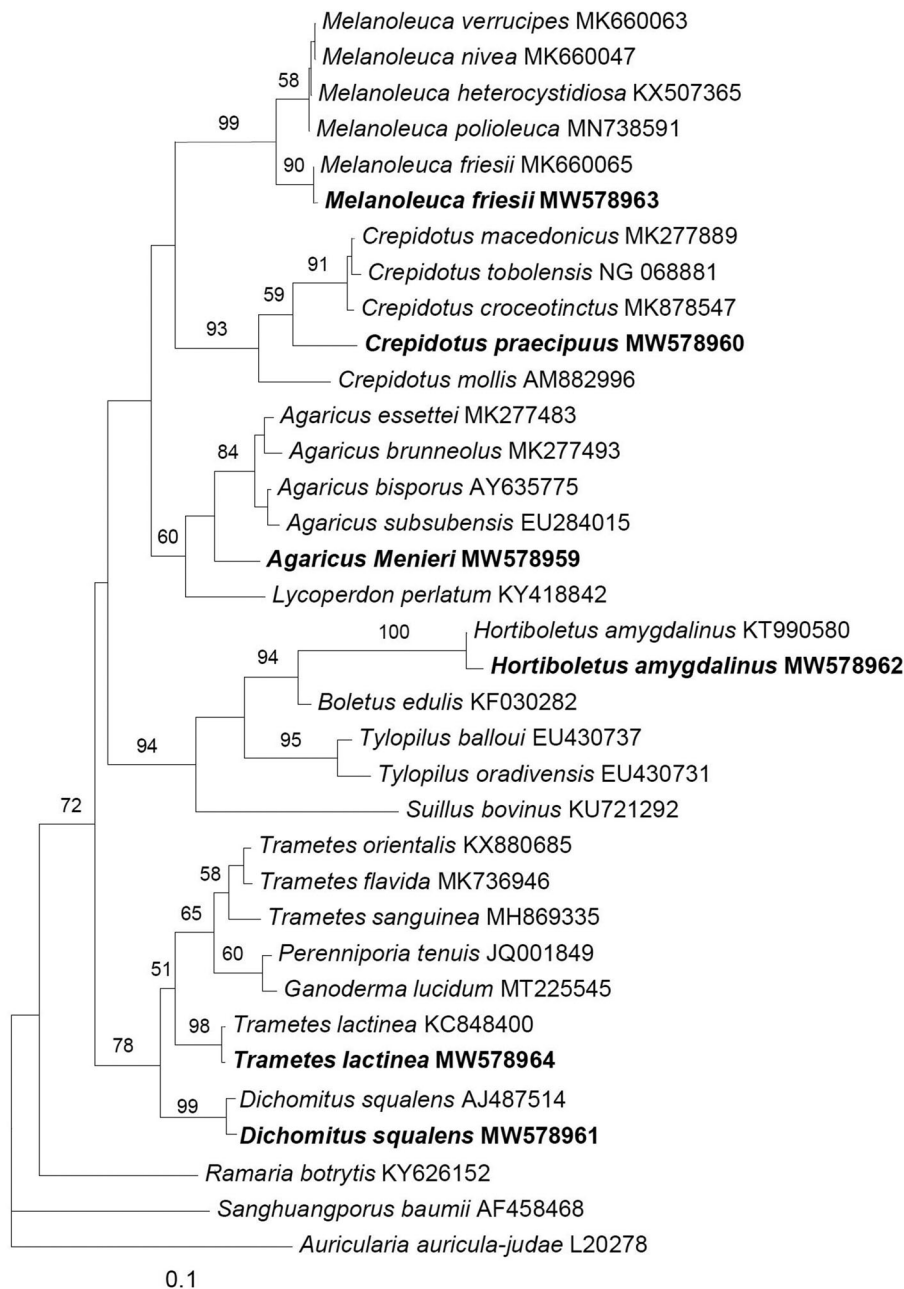 Melanoleuca verrucipes MK660063
Melanoleuca nivea MK660047
58
Melanoleuca heterocystidiosa KX507365
99
Melanoleuca polioleuca MN738591
90
Melanoleuca friesii MK660065
Melanoleuca friesii MW578963
Crepidotus macedonicus MK277889
91
Crepidotus tobolensis NG 068881
59
Crepidotus croceotinctus MK878547
93
Crepidotus praecipuus MW578960
Crepidotus mollis AM882996
Agaricus essettei MK277483
84
Agaricus brunneolus MK277493
Agaricus bisporus AY635775
Agaricus subsubensis EU284015
60
Agaricus Menieri MW578959
Lycoperdon perlatum KY418842
100
Hortiboletus amygdalinus KT990580
94
Hortiboletus amygdalinus MW578962
Boletus edulis KF030282
94
95
Tylopilus balloui EU430737
Tylopilus oradivensis EU430731
72
Suillus bovinus KU721292
Trametes orientalis KX880685
58
Trametes flavida MK736946
65
Trametes sanguinea MH869335
60
Perenniporia tenuis JQ001849
51
Ganoderma lucidum MT225545
98
Trametes lactinea KC848400
78
Trametes lactinea MW578964
99
Dichomitus squalens AJ487514
Dichomitus squalens MW578961
Ramaria botrytis KY626152
Sanghuangporus baumii AF458468
Auricularia auricula-judae L20278
0.1